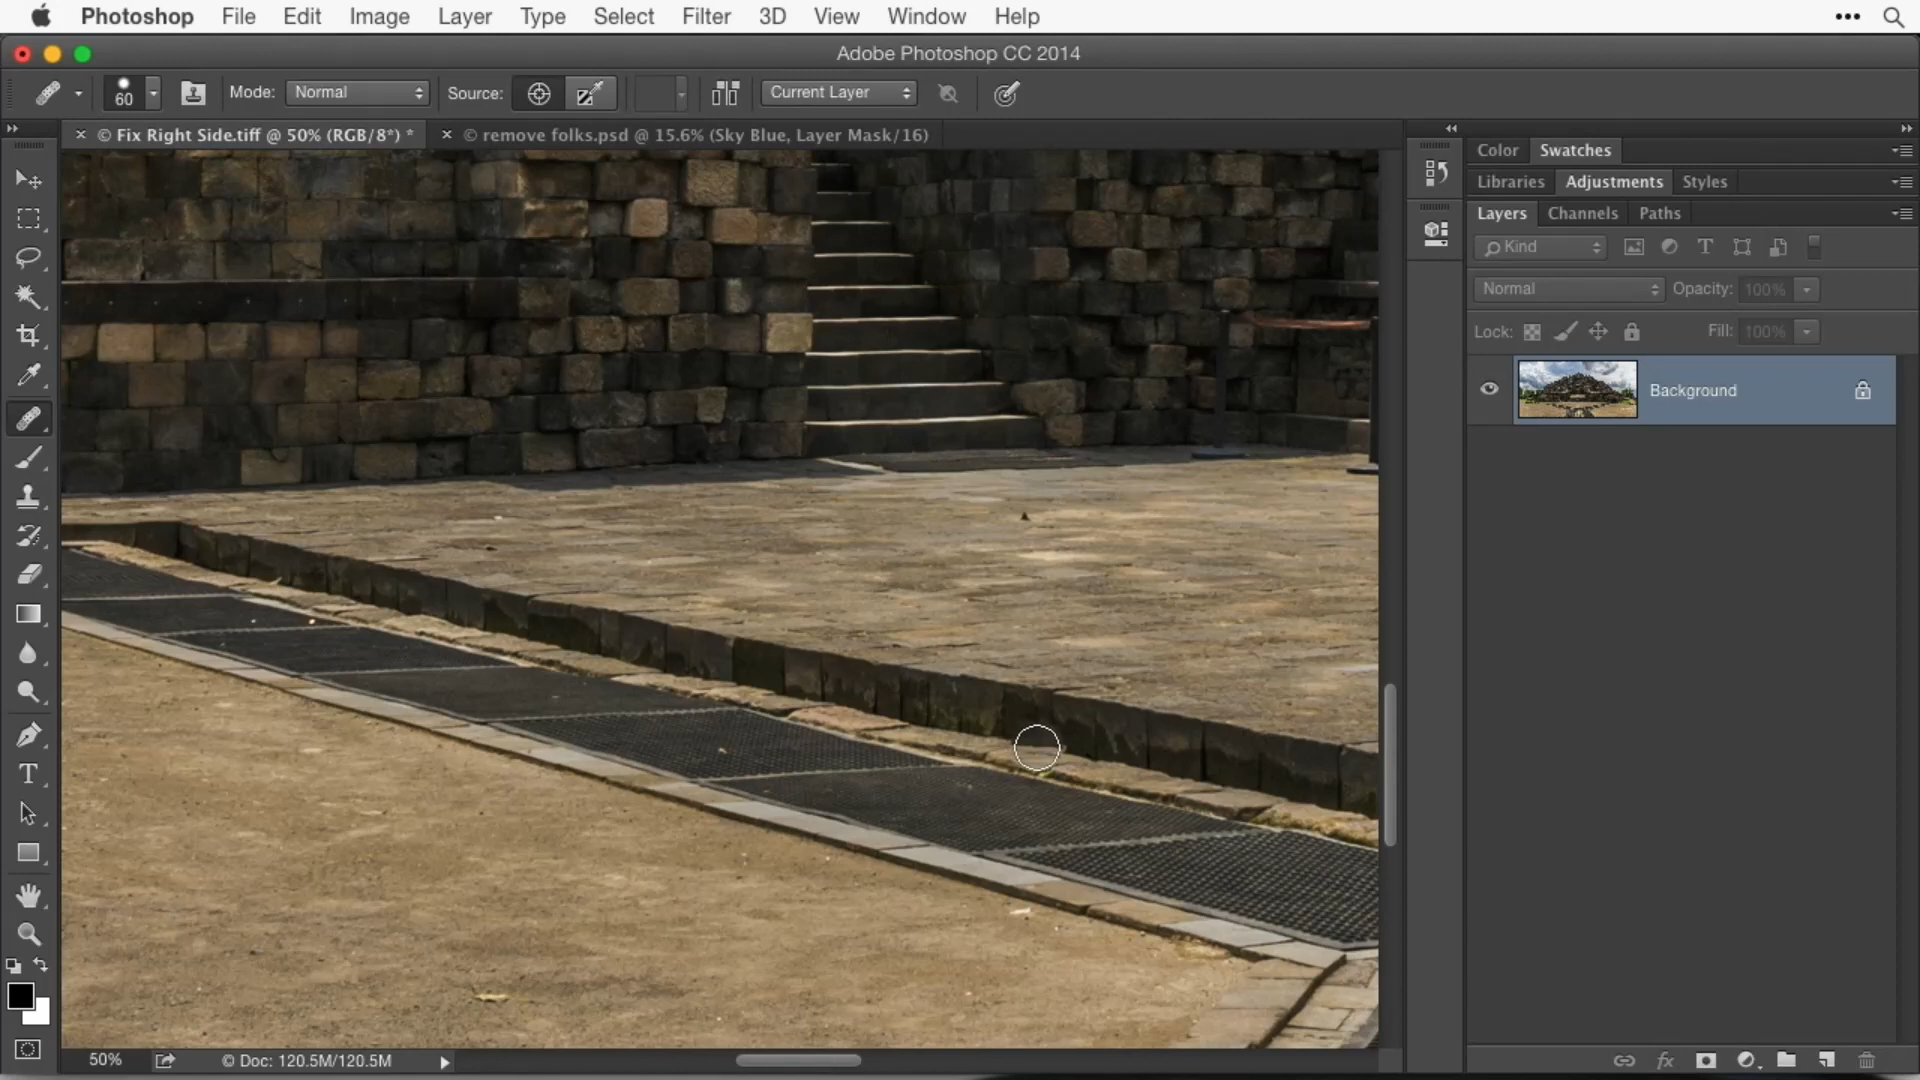 Photoshop File Edit Image Layer Type Select Filter 3D View Window Help
Adobe Photoshop CC 2014
60 Mode: Normal Source: Current Layer
© Fix Right Side.tiff @ 50% (RGB/8*) *
© remove folks.psd @ 15.6% (Sky Blue, Layer Mask/16)
Color Swatches
Libraries Adjustments Styles
Layers Channels Paths
Kind
Normal Opacity: 100%
Lock: Fill: 100%
Background
50% © Doc: 120.5M/120.5M
fx